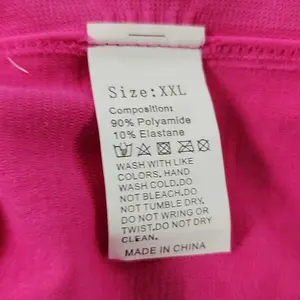 Size:XXL
Composition:
90% Polyamide
10% Elastane
WASH WITH LIKE
COLORS. HAND
WASH COLD.DO
NOT BLEACH.DO
NOT TUMBLE DRY.
DO NOT WRING OR
TWIST.DO NOT DRY
CLEAN.
MADE IN CHINA